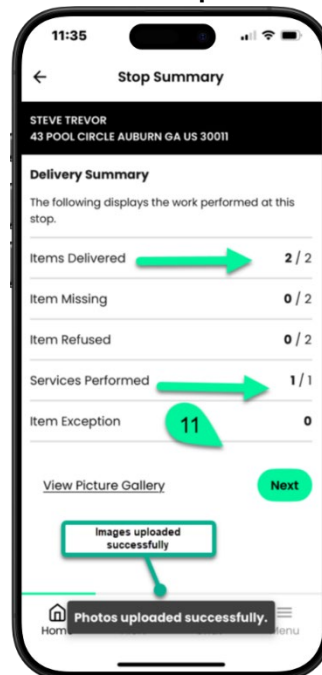 11:35
Stop Summary
STEVE TREVOR
43 POOL CIRCLE AUBURN GA US 30011
Delivery Summary
The following displays the work performed at this
stop.
Items Delivered 2 / 2
Item Missing 0 / 2
Item Refused 0 / 2
Services Performed 1 / 1
Item Exception 0
11
View Picture Gallery Next
Images uploaded
successfully
Photos uploaded successfully.
Home